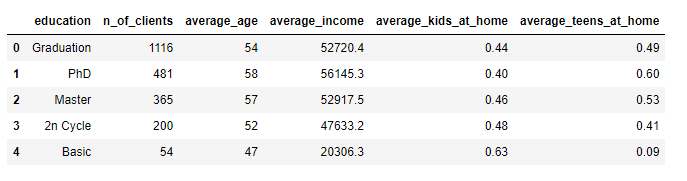 education n_of_clients average_age average_income average_kids_at_home average_teens_at_home
0 Graduation 1116 54 52720.4 0.44 0.49
1 PhD 481 58 56145.3 0.40 0.60
2 Master 365 57 52917.5 0.46 0.53
3 2n Cycle 200 52 47633.2 0.48 0.41
4 Basic 54 47 20306.3 0.63 0.09